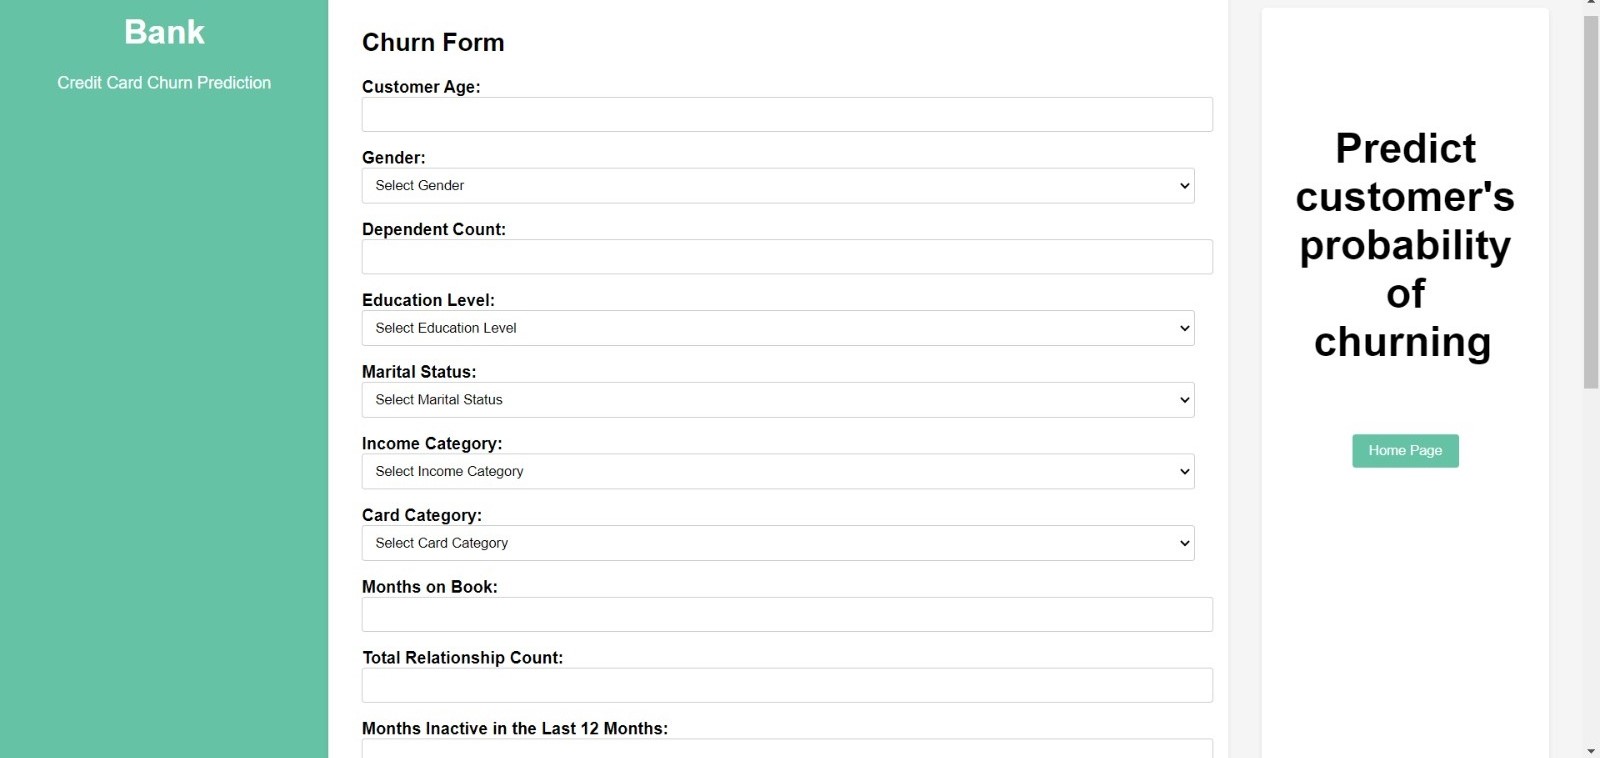 Bank
Credit Card Churn Prediction
Churn Form
Customer Age:
Gender:
Select Gender
Dependent Count:
Education Level:
Select Education Level
Marital Status:
Select Marital Status
Income Category:
Select Income Category
Card Category:
Select Card Category
Months on Book:
Total Relationship Count:
Months Inactive in the Last 12 Months:
Predict
customer's
probability
of
churning
Home Page